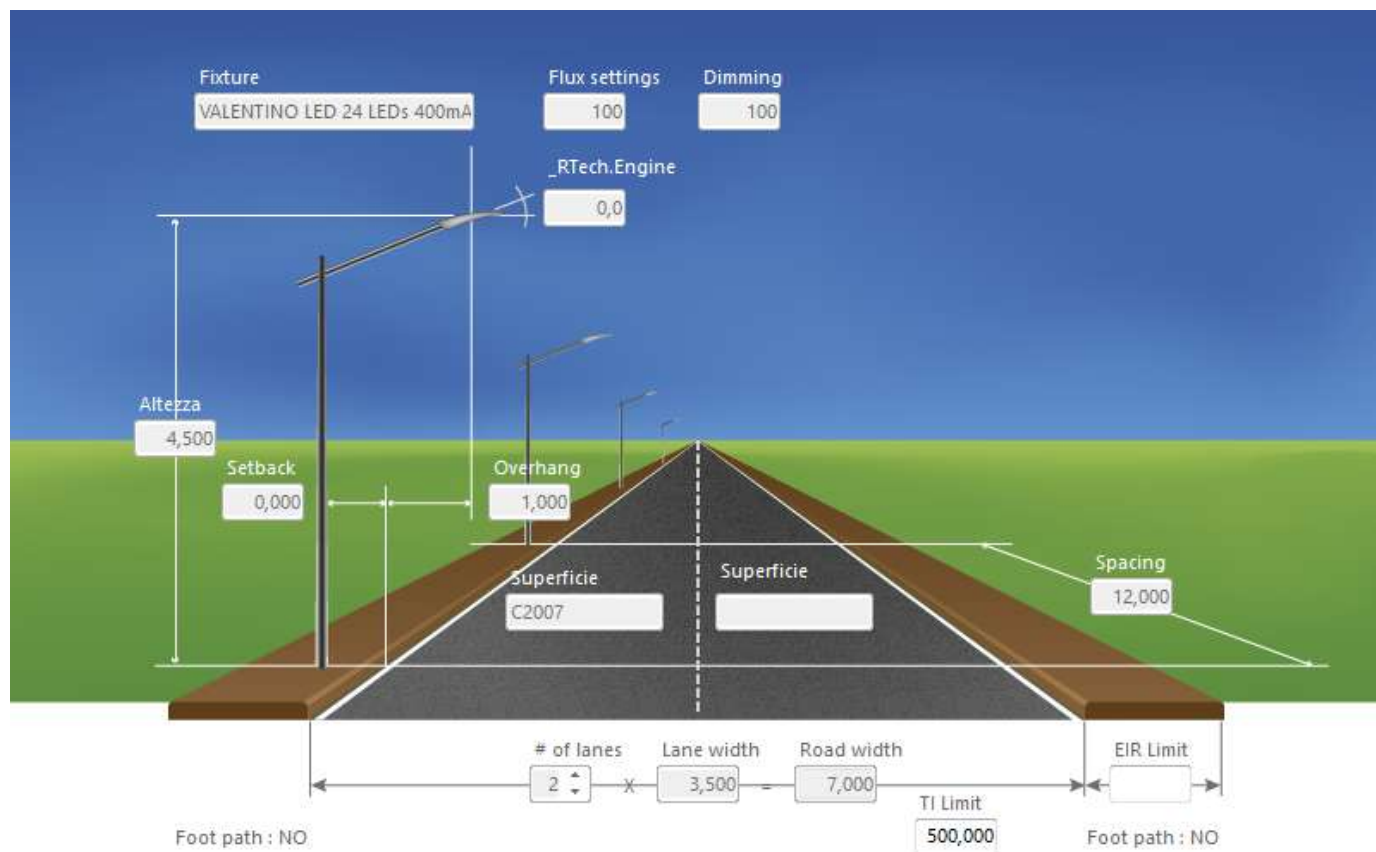 Fixture
Flux settings
Dimming
VALENTINO LED 24 LEDs 400mA
100
100
_RTech.Engine
0,0
Altezza
4,500
Setback
Overhang
0,000
1,000
Spacing
12,000
Superficie
Superficie
C2007
# of lanes
Lane width
Road width
EIR Limit
2 x 3,500 = 7,000
TI Limit
500,000
Foot path : NO
Foot path : NO